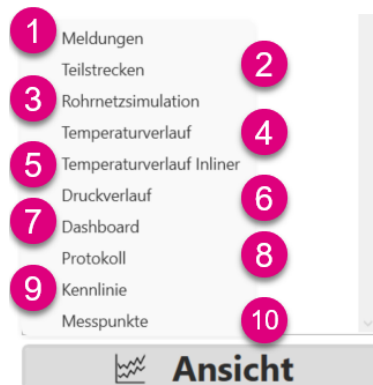 1 Meldungen
Teilstrecken 2
3 Rohrnetzsimulation
Temperaturverlauf 4
5 Temperaturverlauf Inliner
Druckverlauf 6
7 Dashboard
Protokoll 8
9 Kennlinie
Messpunkte 10
Ansicht